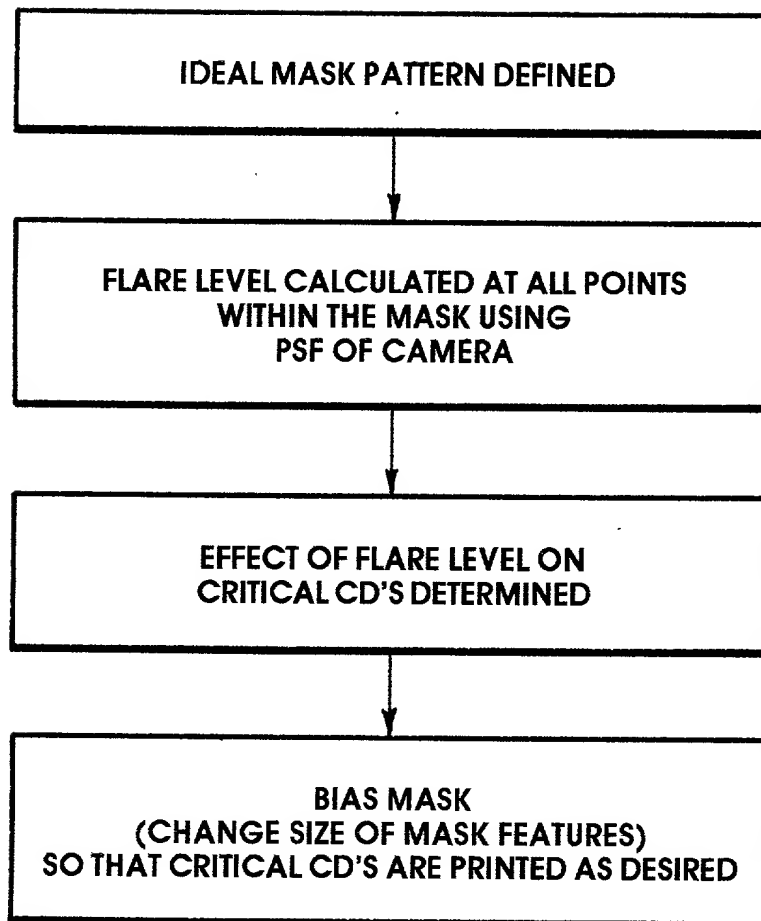 IDEAL MASK PATTERN DEFINED
FLARE LEVEL CALCULATED AT ALL POINTS
WITHIN THE MASK USING
PSF OF CAMERA
EFFECT OF FLARE LEVEL ON
CRITICAL CD'S DETERMINED
BIAS MASK
(CHANGE SIZE OF MASK FEATURES)
SO THAT CRITICAL CD'S ARE PRINTED AS DESIRED